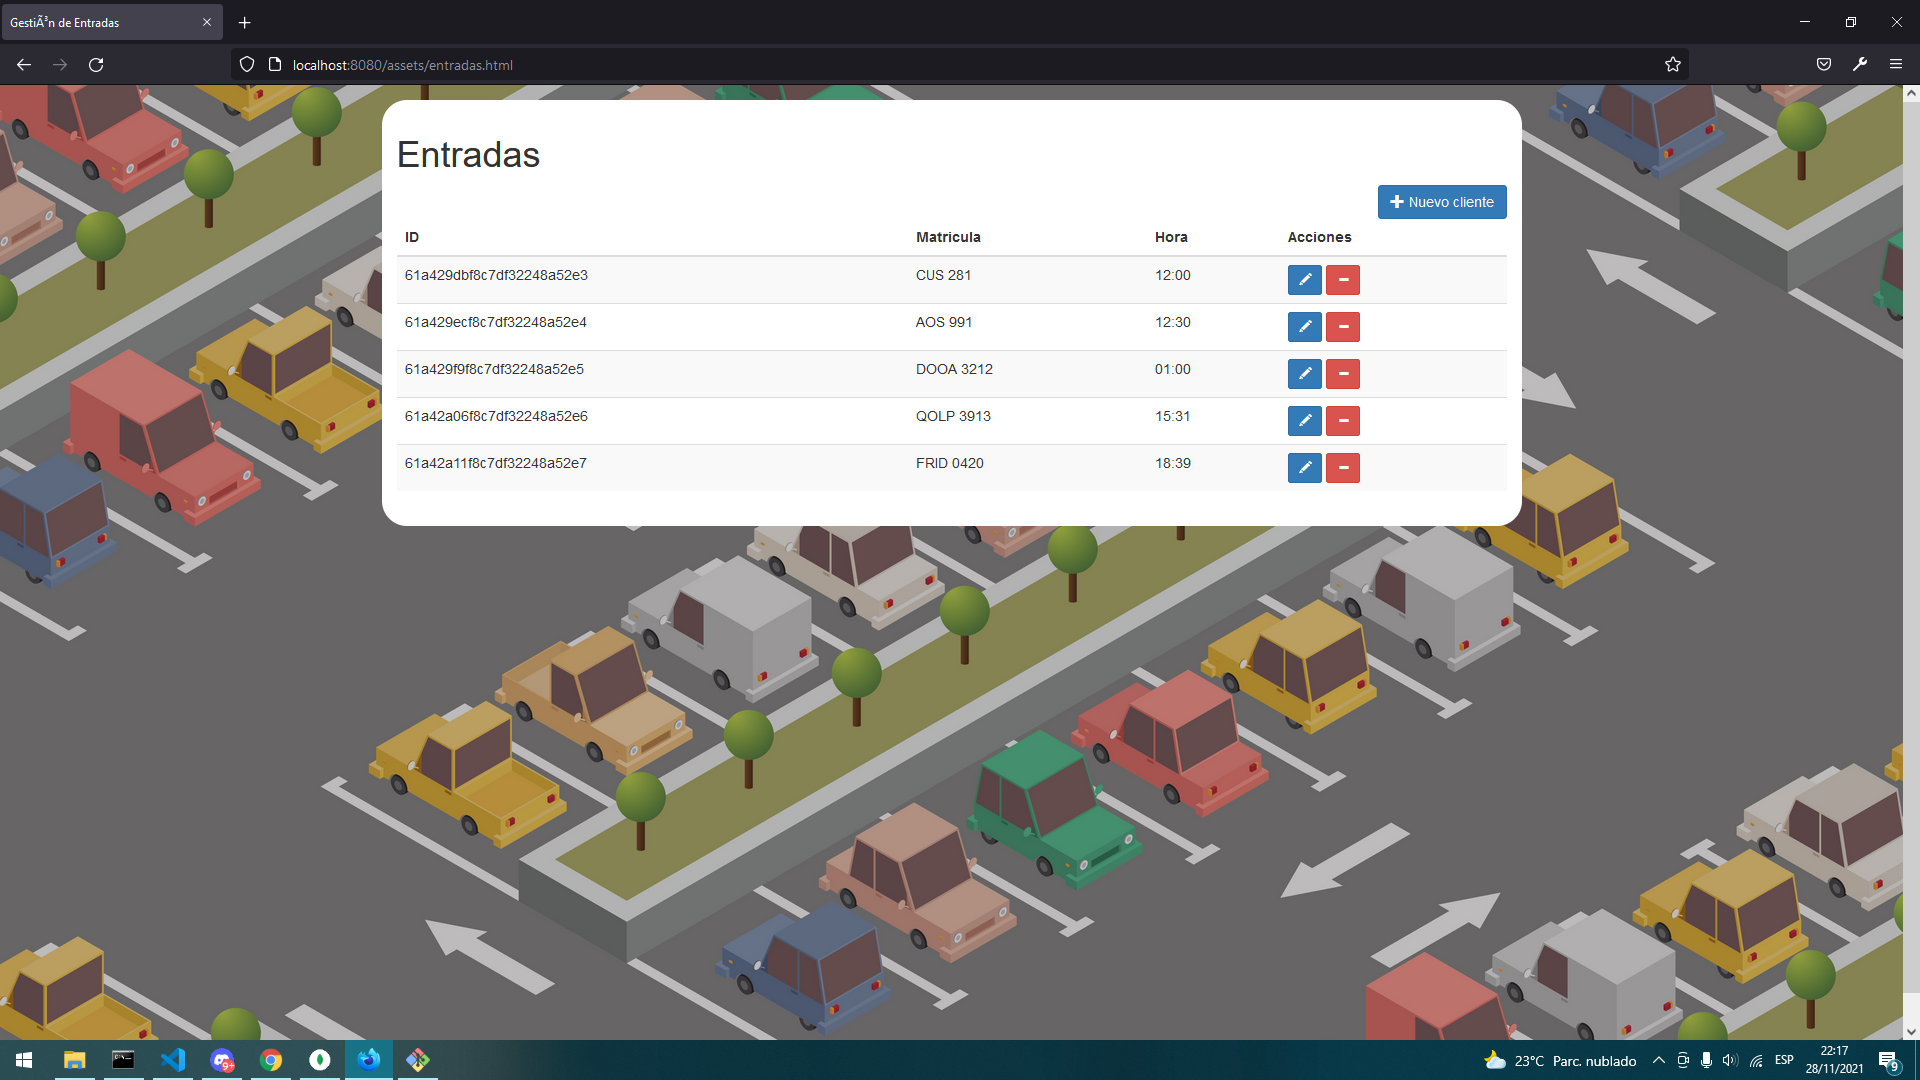 GestiÃ³n de Entradas
localhost:8080/assets/entradas.html
Entradas
Nuevo cliente
ID Matricula Hora Acciones
61a429dbf8c7df32248a52e3 CUS 281 12:00
61a429ecf8c7df32248a52e4 AOS 991 12:30
61a429f9f8c7df32248a52e5 DOOA 3212 01:00
61a42a06f8c7df32248a52e6 QOLP 3913 15:31
61a42a11f8c7df32248a52e7 FRID 0420 18:39
9+
23°C Parc. nublado
ESP
22:17
28/11/2021
9